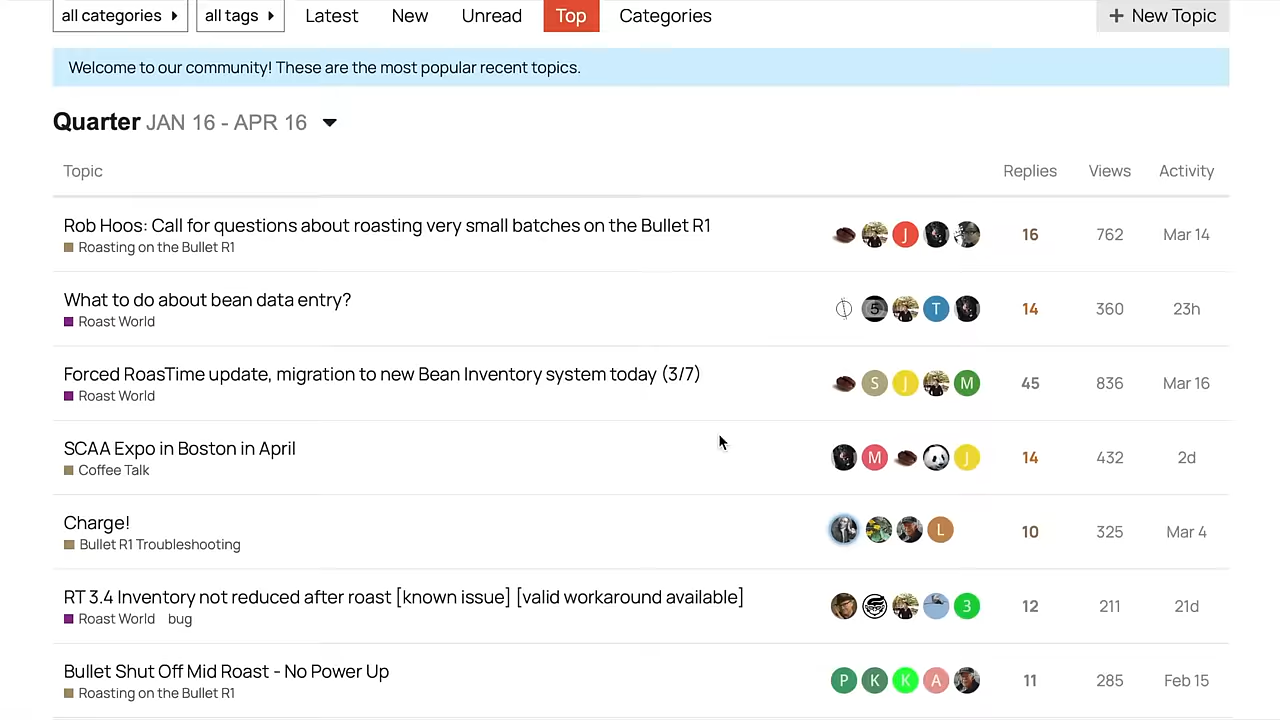 all categories all tags Latest New Unread Top Categories + New Topic
Welcome to our community! These are the most popular recent topics.
Quarter JAN 16 - APR 16
Topic Replies Views Activity
Rob Hoos: Call for questions about roasting very small batches on the Bullet R1
Roasting on the Bullet R1
J 16 762 Mar 14
What to do about bean data entry?
Roast World
5 T 14 360 23h
Forced RoasTime update, migration to new Bean Inventory system today (3/7)
Roast World
S J M 45 836 Mar 16
SCAA Expo in Boston in April
Coffee Talk
M J 14 432 2d
Charge!
Bullet R1 Troubleshooting
L 10 325 Mar 4
RT 3.4 Inventory not reduced after roast [known issue] [valid workaround available]
Roast World bug
3 12 211 21d
Bullet Shut Off Mid Roast - No Power Up
Roasting on the Bullet R1
P K K A 11 285 Feb 15